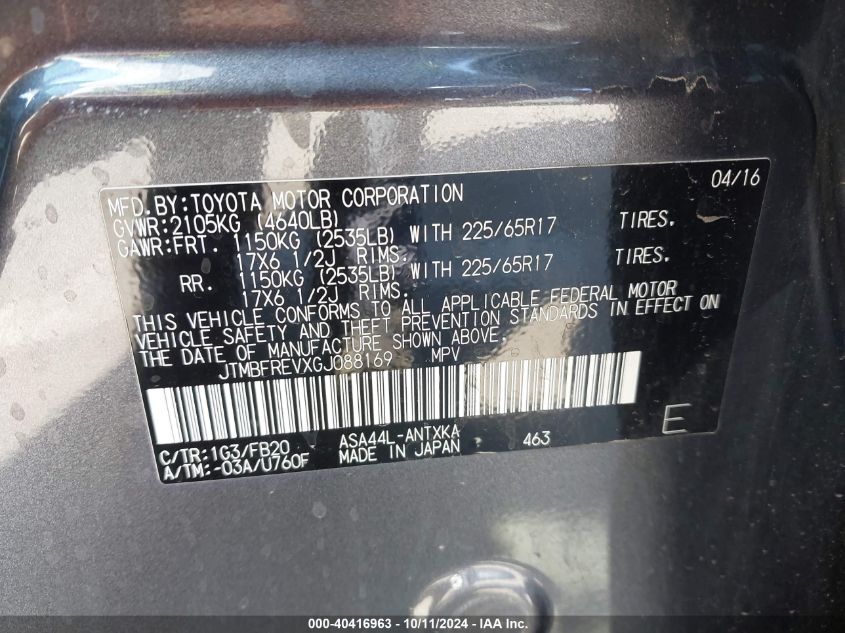 MFD.BY:TOYOTA MOTOR CORPORATION 04/16
GVWR:2105KG (4640LB)
GAWR:FRT. 1150KG (2535LB) WITH 225/65R17 TIRES.
17X6 1/2J RIMS.
RR. 1150KG (2535LB) WITH 225/65R17 TIRES.
17X6 1/2J RIMS.
THIS VEHICLE CONFORMS TO ALL APPLICABLE FEDERAL MOTOR
VEHICLE SAFETY AND THEFT PREVENTION STANDARDS IN EFFECT ON
THE DATE OF MANUFACTURE SHOWN ABOVE.
JTMBFREVXGJ088169 MPV
C/TR:1G3/FB20 ASA44L-ANTXKA 463 E
A/TM:-03A/U760F MADE IN JAPAN
000-40416963 - 10/11/2024 - IAA Inc.